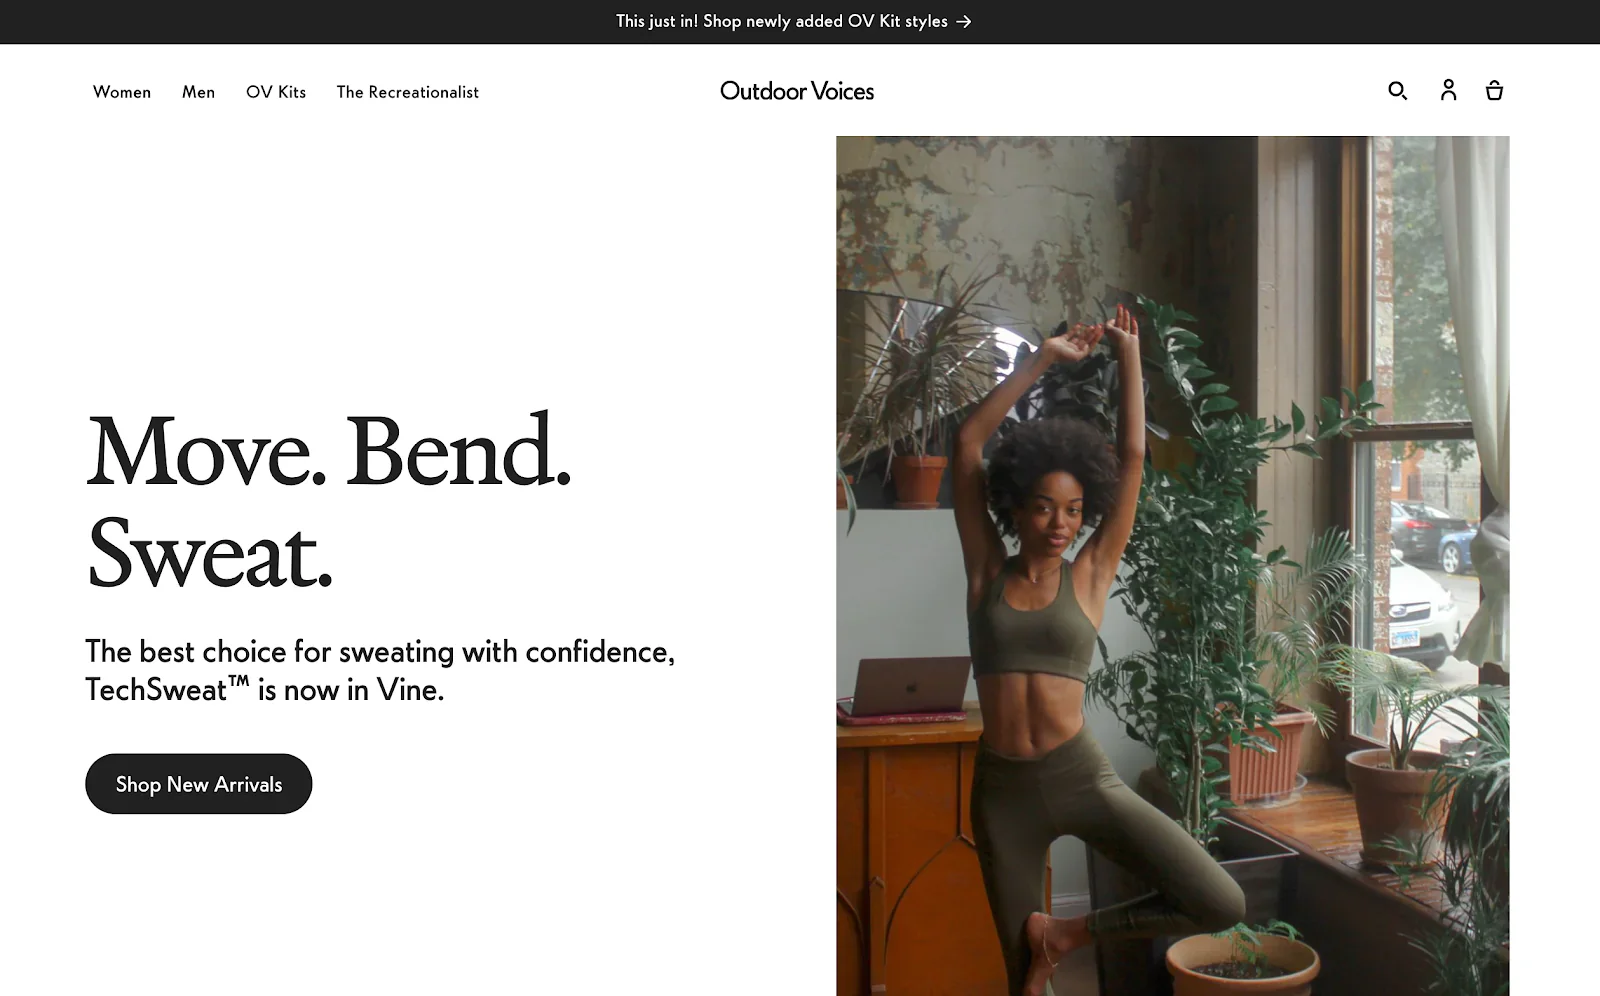 This just in! Shop newly added OV Kit styles →
Women
Men
OV Kits
The Recreationalist
Outdoor Voices
Move. Bend.
Sweat.
The best choice for sweating with confidence,
TechSweat™ is now in Vine.
Shop New Arrivals